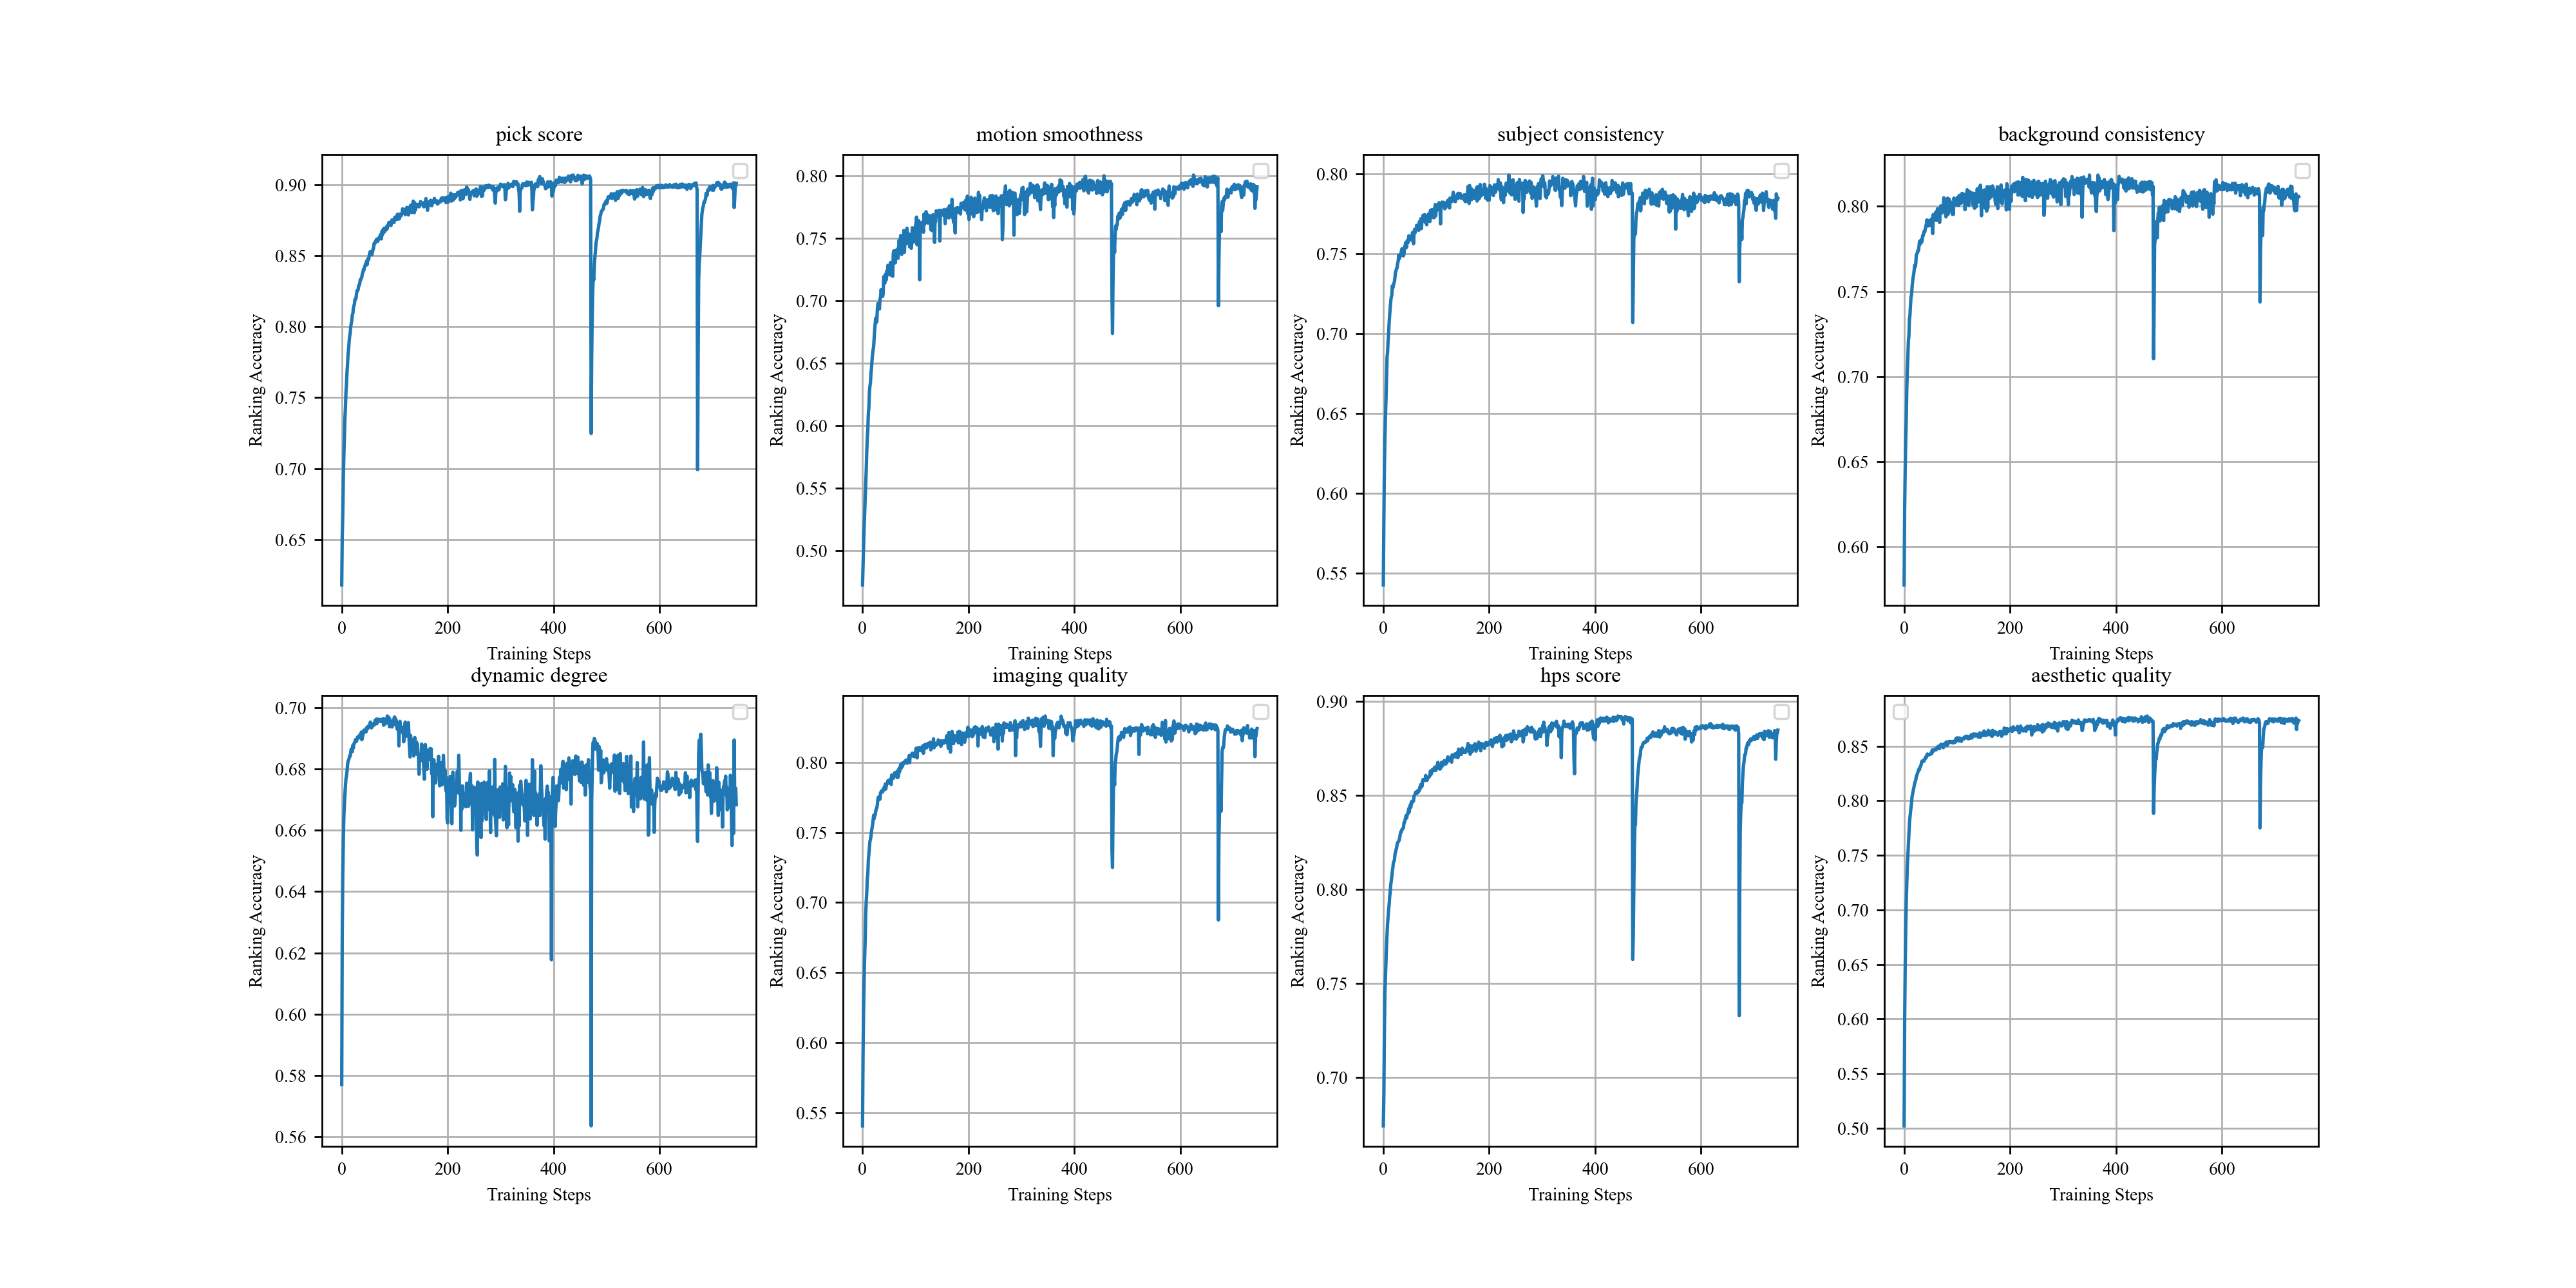 pick score
Ranking Accuracy
0.90
0.85
0.80
0.75
0.70
0.65
0 200 400 600
Training Steps
motion smoothness
Ranking Accuracy
0.80
0.75
0.70
0.65
0.60
0.55
0.50
0 200 400 600
Training Steps
subject consistency
Ranking Accuracy
0.80
0.75
0.70
0.65
0.60
0.55
0 200 400 600
Training Steps
background consistency
Ranking Accuracy
0.80
0.75
0.70
0.65
0.60
0 200 400 600
Training Steps
dynamic degree
Ranking Accuracy
0.70
0.68
0.66
0.64
0.62
0.60
0.58
0.56
0 200 400 600
Training Steps
imaging quality
Ranking Accuracy
0.80
0.75
0.70
0.65
0.60
0.55
0 200 400 600
Training Steps
hps score
Ranking Accuracy
0.90
0.85
0.80
0.75
0.70
0 200 400 600
Training Steps
aesthetic quality
Ranking Accuracy
0.85
0.80
0.75
0.70
0.65
0.60
0.55
0.50
0 200 400 600
Training Steps